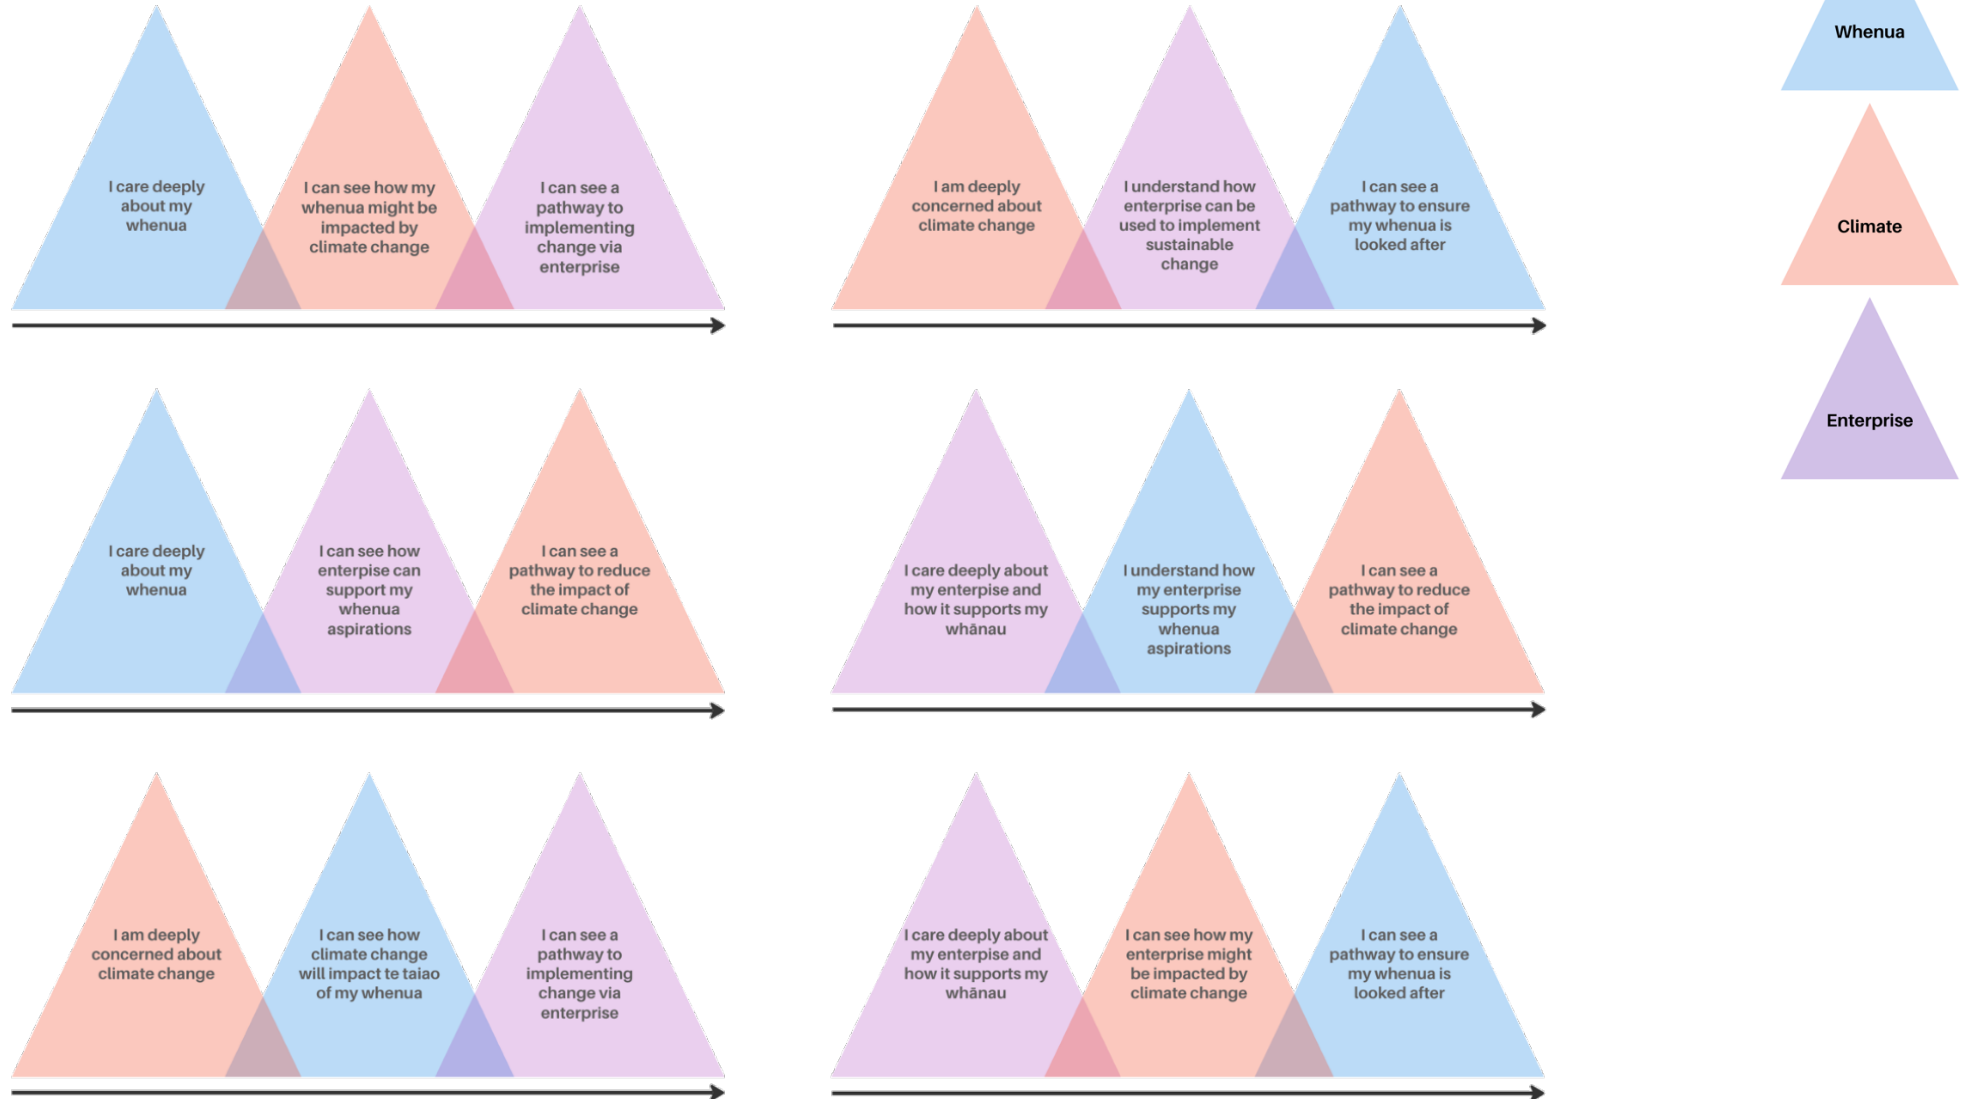 I care deeply
about my
whenua
I can see how my
whenua might be
impacted by
climate change
I can see a
pathway to
implementing
change via
enterprise
I am deeply
concerned about
climate change
I understand how
enterprise can be
used to implement
sustainable
change
I can see a
pathway to ensure
my whenua is
looked after
Whenua
Climate
Enterprise
I care deeply
about my
whenua
I can see how
enterpise can
support my
whenua
aspirations
I can see a
pathway to reduce
the impact of
climate change
I care deeply about
my enterpise and
how it supports my
whānau
I understand how
my enterprise
supports my
whenua
aspirations
I can see a
pathway to reduce
the impact of
climate change
I am deeply
concerned about
climate change
I can see how
climate change
will impact te taiao
of my whenua
I can see a
pathway to
implementing
change via
enterprise
I care deeply about
my enterpise and
how it supports my
whānau
I can see how my
enterprise might
be impacted by
climate change
I can see a
pathway to ensure
my whenua is
looked after